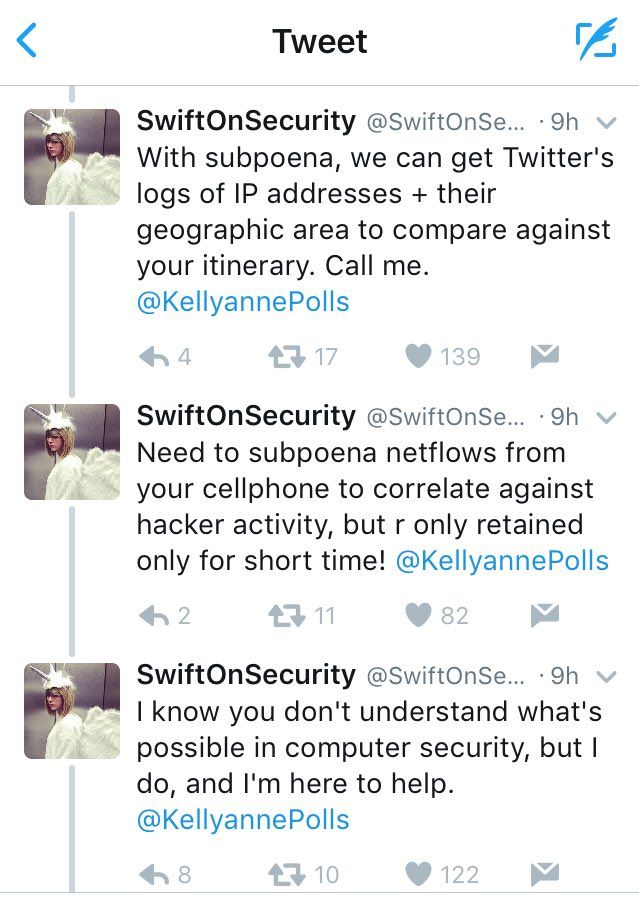 Tweet
SwiftOnSecurity @SwiftOnSe... · 9h
With subpoena, we can get Twitter's
logs of IP addresses + their
geographic area to compare against
your itinerary. Call me.
@KellyannePolls
4 17 139
SwiftOnSecurity @SwiftOnSe... · 9h
Need to subpoena netflows from
your cellphone to correlate against
hacker activity, but r only retained
only for short time! @KellyannePolls
2 11 82
SwiftOnSecurity @SwiftOnSe... · 9h
I know you don't understand what's
possible in computer security, but I
do, and I'm here to help.
@KellyannePolls
8 10 122